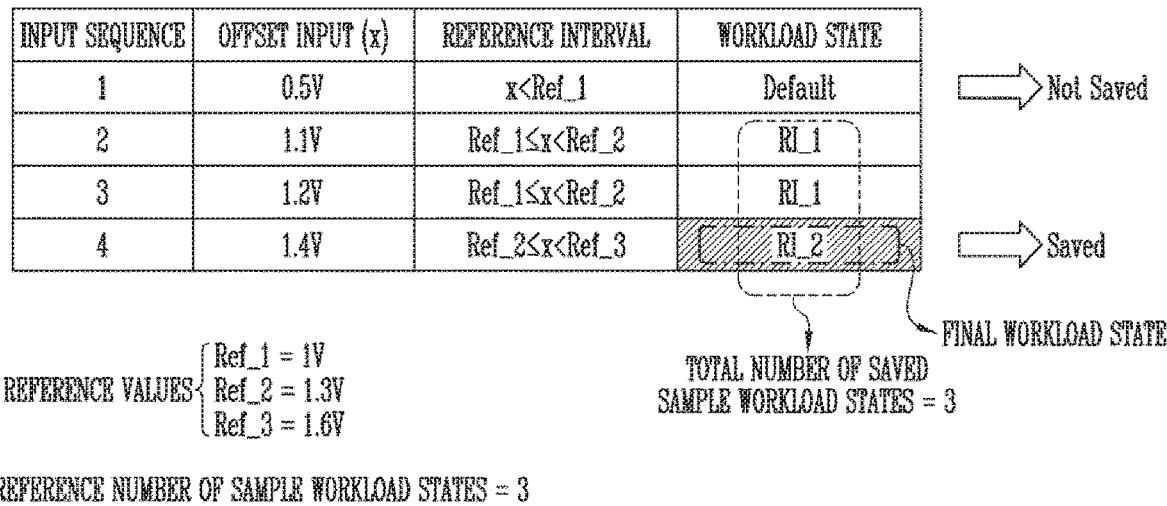 INPUT SEQUENCE OFFSET INPUT (x) REFERENCE INTERVAL WORKLOAD STATE
1 0.5V x<Ref_1 Default Not Saved
2 1.1V Ref_1≤x<Ref_2 RI_1
3 1.2V Ref_1≤x<Ref_2 RI_1
4 1.4V Ref_2≤x<Ref_3 RI_2 Saved
FINAL WORKLOAD STATE
TOTAL NUMBER OF SAVED
SAMPLE WORKLOAD STATES = 3
Ref_1 = 1V
REFERENCE VALUES Ref_2 = 1.3V
Ref_3 = 1.6V
REFERENCE NUMBER OF SAMPLE WORKLOAD STATES = 3